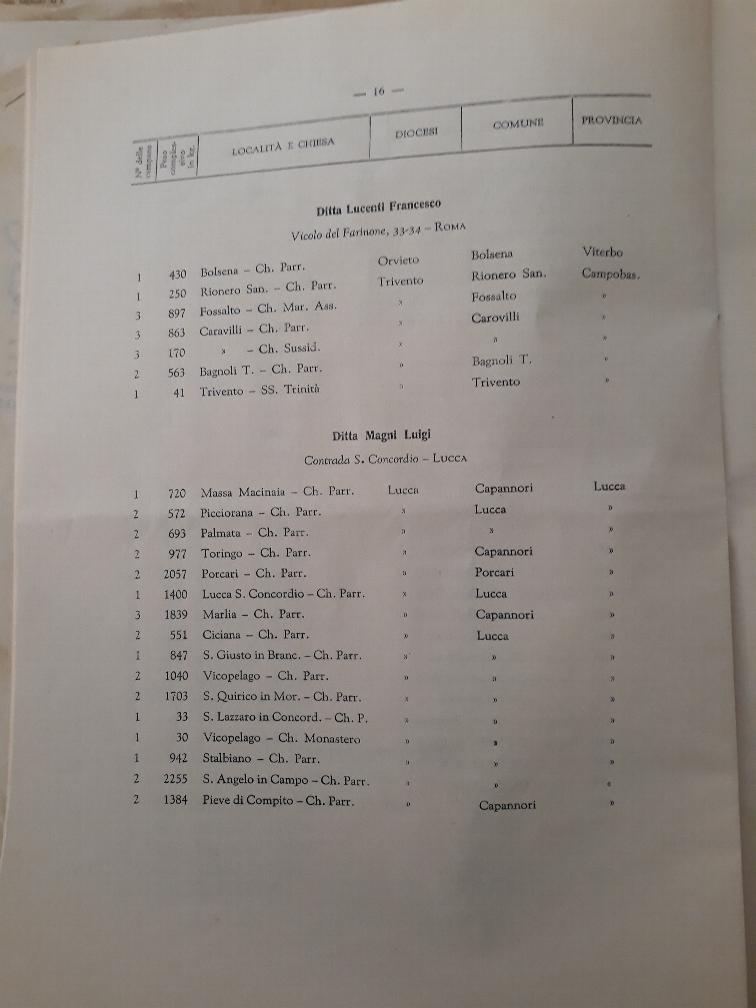 — 16 —
N° delle campane | Peso comples- sivo in kg. | LOCALITÀ E CHIESA | DIOCESI | COMUNE | PROVINCIA
Ditta Lucenti Francesco
Vicolo del Farinone, 33-34 – ROMA
1 430 Bolsena – Ch. Parr. Orvieto Bolsena Viterbo
1 250 Rionero San. – Ch. Parr. Trivento Rionero San. Campobas.
3 897 Fossalto – Ch. Mar. Ass. » Fossalto »
3 863 Caravilli – Ch. Parr. » Carovilli »
3 170 » – Ch. Sussid. » » »
2 563 Bagnoli T. – Ch. Parr. » Bagnoli T. »
1 41 Trivento – SS. Trinità » Trivento »
Ditta Magni Luigi
Contrada S. Concordio – LUCCA
1 720 Massa Macinaia – Ch. Parr. Lucca Capannori Lucca
2 572 Picciorana – Ch. Parr. » Lucca »
2 693 Palmata – Ch. Parr. » » »
2 977 Toringo – Ch. Parr. » Capannori »
2 2057 Porcari – Ch. Parr. » Porcari »
1 1400 Lucca S. Concordio – Ch. Parr. » Lucca »
3 1839 Marlia – Ch. Parr. » Capannori »
2 551 Ciciana – Ch. Parr. » Lucca »
1 847 S. Giusto in Branc. – Ch. Parr. » » »
2 1040 Vicopelago – Ch. Parr. » » »
2 1703 S. Quirico in Mor. – Ch. Parr. » » »
1 33 S. Lazzaro in Concord. – Ch. P. » » »
1 30 Vicopelago – Ch. Monastero » » »
1 942 Stalbiano – Ch. Parr. » » »
2 2255 S. Angelo in Campo – Ch. Parr. » » «
2 1384 Pieve di Compito – Ch. Parr. » Capannori »